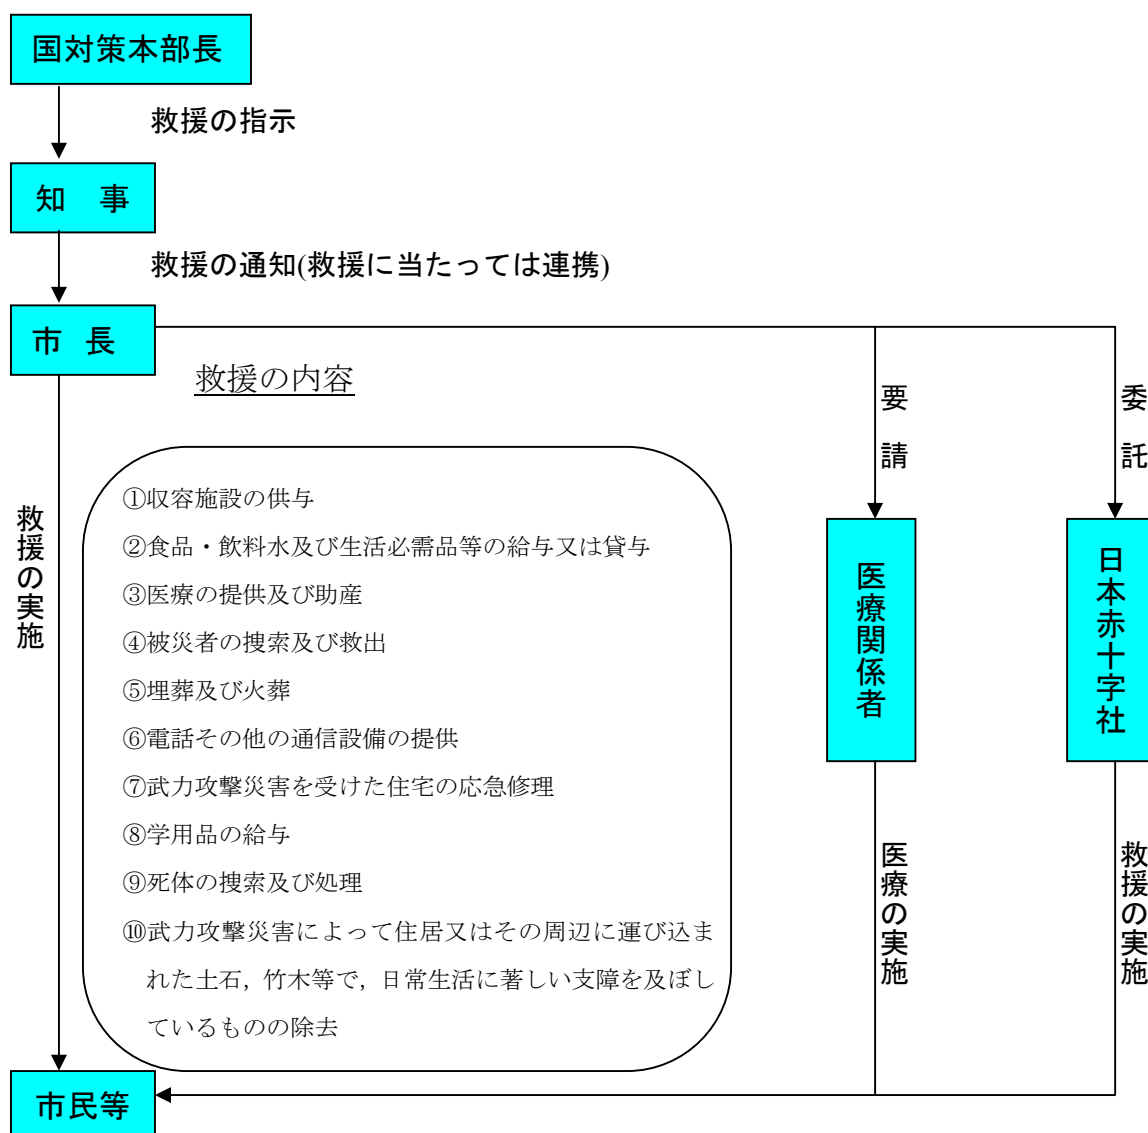 国対策本部長
救援の指示
知　事
救援の通知(救援に当たっては連携)
市 長
救援の内容
要請
委託
救援の実施
①収容施設の供与
②食品・飲料水及び生活必需品等の給与又は貸与
③医療の提供及び助産
④被災者の捜索及び救出
⑤埋葬及び火葬
⑥電話その他の通信設備の提供
⑦武力攻撃災害を受けた住宅の応急修理
⑧学用品の給与
⑨死体の捜索及び処理
⑩武力攻撃災害によって住居又はその周辺に運び込ま
れた土石，竹木等で，日常生活に著しい支障を及ぼし
ているものの除去
医療関係者
日本赤十字社
医療の実施
救援の実施
市民等